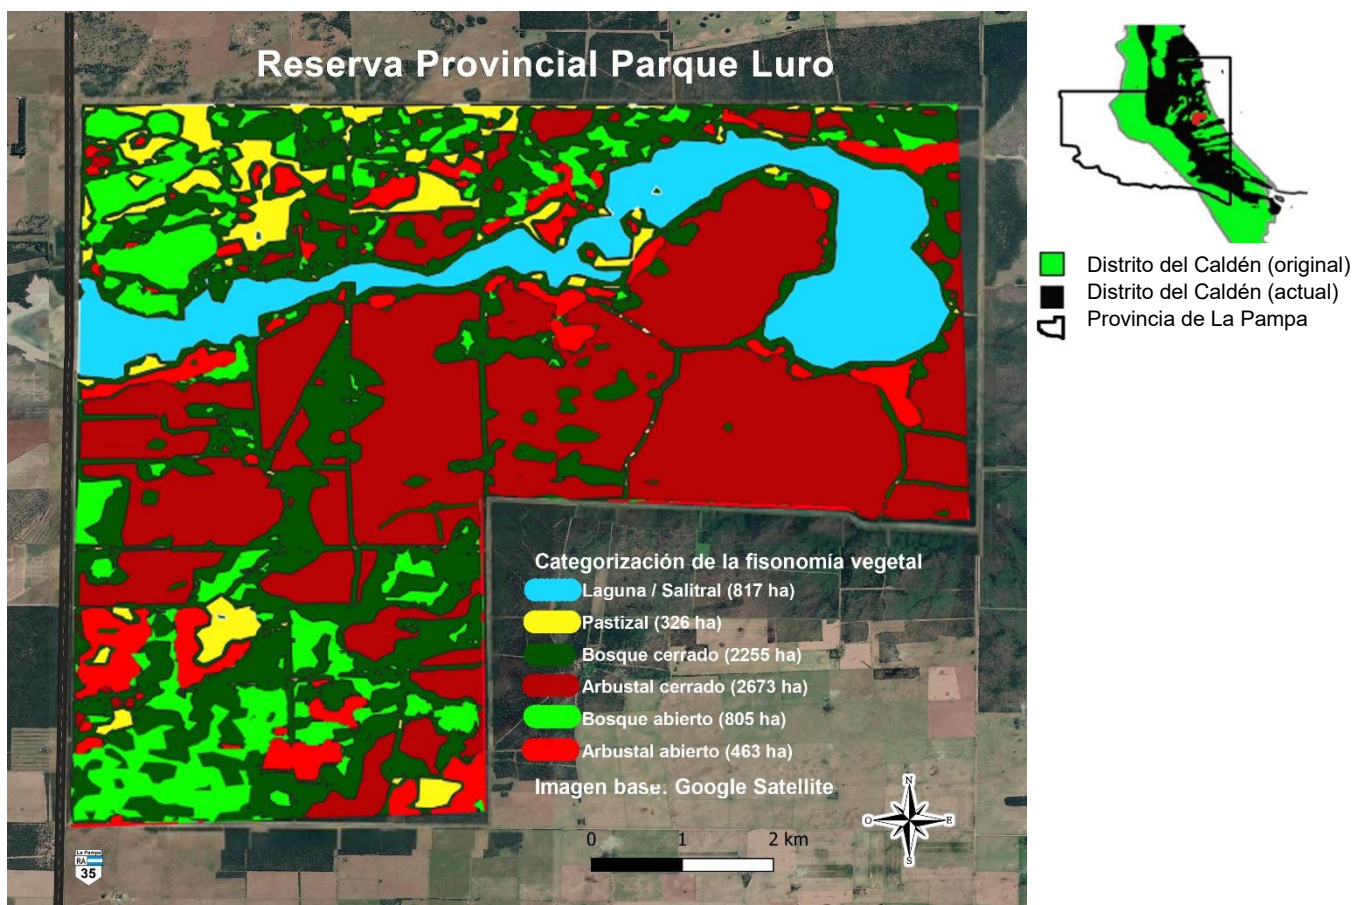 Reserva Provincial Parque Luro
Distrito del Caldén (original)
Distrito del Caldén (actual)
Provincia de La Pampa
Categorización de la fisonomía vegetal
Laguna / Salitral (817 ha)
Pastizal (326 ha)
Bosque cerrado (2255 ha)
Arbustal cerrado (2673 ha)
Bosque abierto (805 ha)
Arbustal abierto (463 ha)
Imagen base. Google Satellite
N
O E
S
0 1 2 km
La Pampa
RA
35